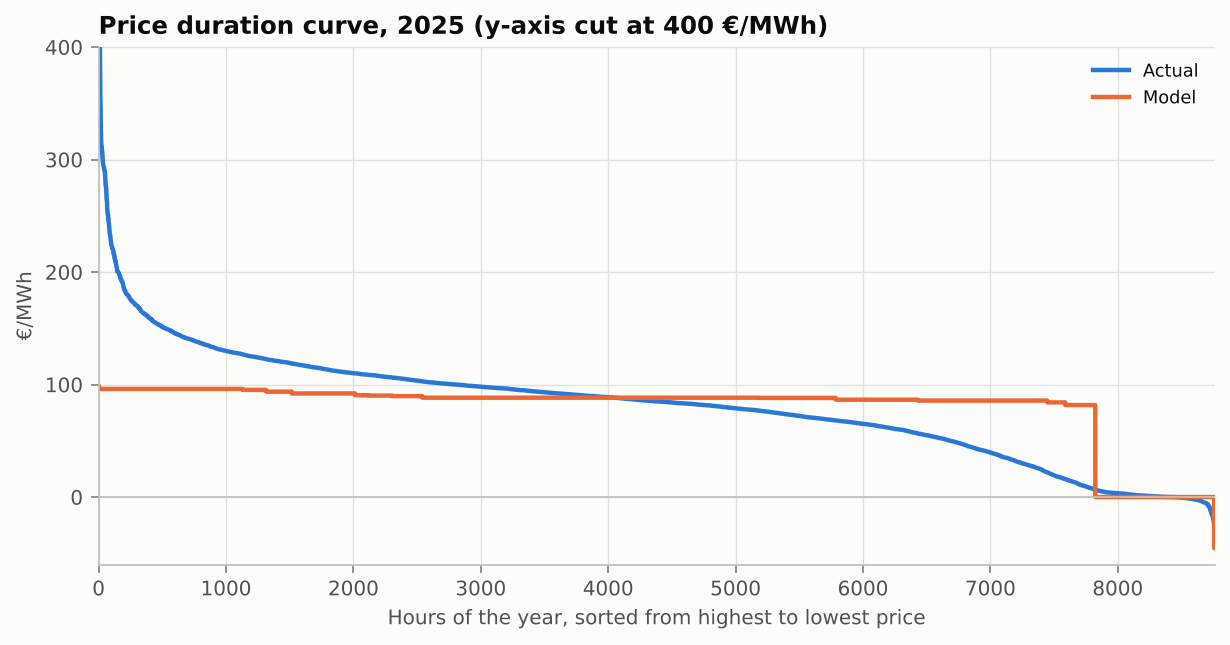 Price duration curve, 2025 (y-axis cut at 400 €/MWh)
400
300
200
100
0
€/MWh
Actual
Model
0 1000 2000 3000 4000 5000 6000 7000 8000
Hours of the year, sorted from highest to lowest price